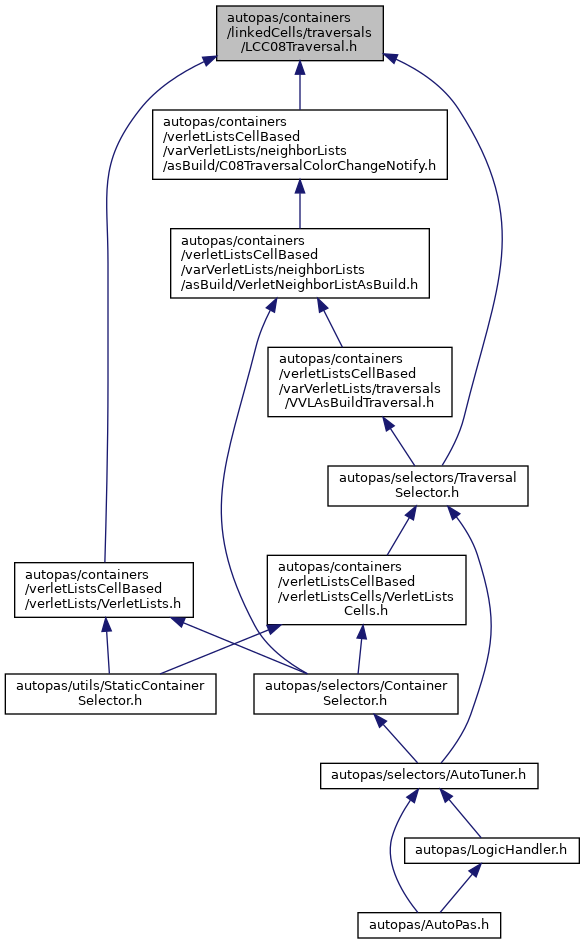 autopas/containers
/linkedCells/traversals
/LCC08Traversal.h
autopas/containers
/verletListsCellBased
/varVerletLists/neighborLists
/asBuild/C08TraversalColorChangeNotify.h
autopas/containers
/verletListsCellBased
/varVerletLists/neighborLists
/asBuild/VerletNeighborListAsBuild.h
autopas/containers
/verletListsCellBased
/varVerletLists/traversals
/VVLAsBuildTraversal.h
autopas/selectors/Traversal
Selector.h
autopas/containers
/verletListsCellBased
/verletLists/VerletLists.h
autopas/containers
/verletListsCellBased
/verletListsCells/VerletLists
Cells.h
autopas/utils/StaticContainer
Selector.h
autopas/selectors/Container
Selector.h
autopas/selectors/AutoTuner.h
autopas/LogicHandler.h
autopas/AutoPas.h